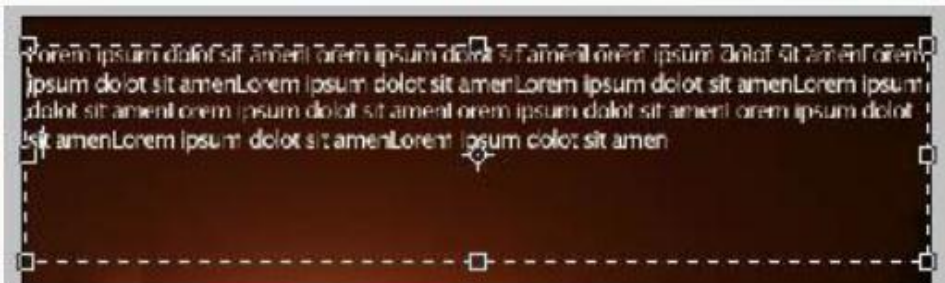 Lorem ipsum dolot sit amenLorem ipsum dolot sit amenLorem ipsum dolot sit amenLorem
ipsum dolot sit amenLorem ipsum dolot sit amenLorem ipsum dolot sit amenLorem ipsum
dolot sit amenLorem ipsum dolot sit amenLorem ipsum dolot sit amenLorem ipsum dolot
sit amenLorem ipsum dolot sit amenLorem ipsum dolot sit amen